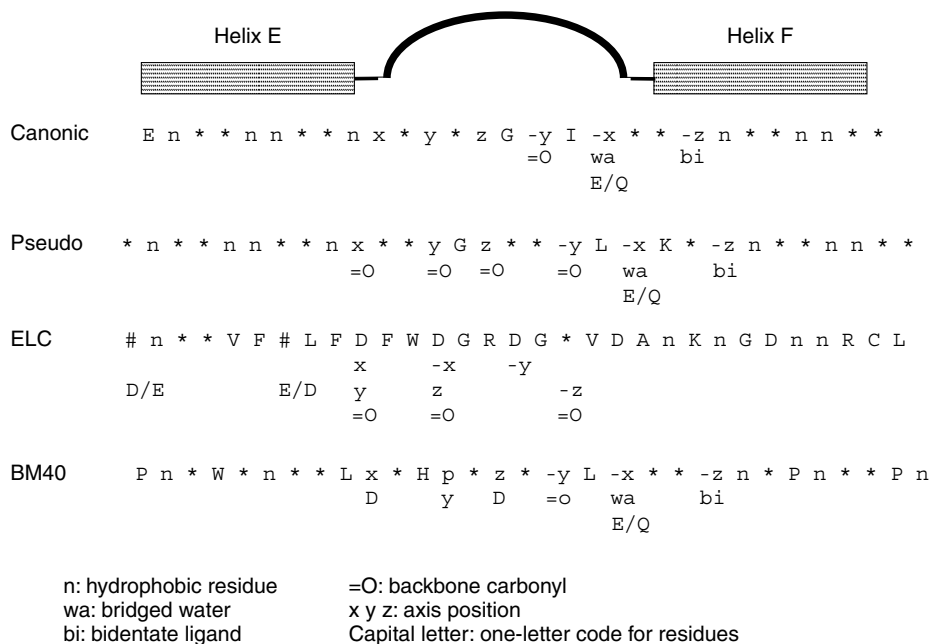 Helix E Helix F
Canonic E n * * n n * * n x * y * z G -y I -x * * -z n * * n n * *
=O wa bi
E/Q
Pseudo * n * * n n * * n x * * y G z * * -y L -x K * -z n * * n n * *
=O =O =O =O wa bi
E/Q
ELC # n * * V F # L F D F W D G R D G * V D A n K n G D n n R C L
x -x -y
D/E E/D y z -z
=O =O =O
BM40 P n * W * n * * L x * H p * z * -y L -x * * -z n * P n * * P n
D y D =o wa bi
E/Q
n: hydrophobic residue =O: backbone carbonyl
wa: bridged water x y z: axis position
bi: bidentate ligand Capital letter: one-letter code for residues